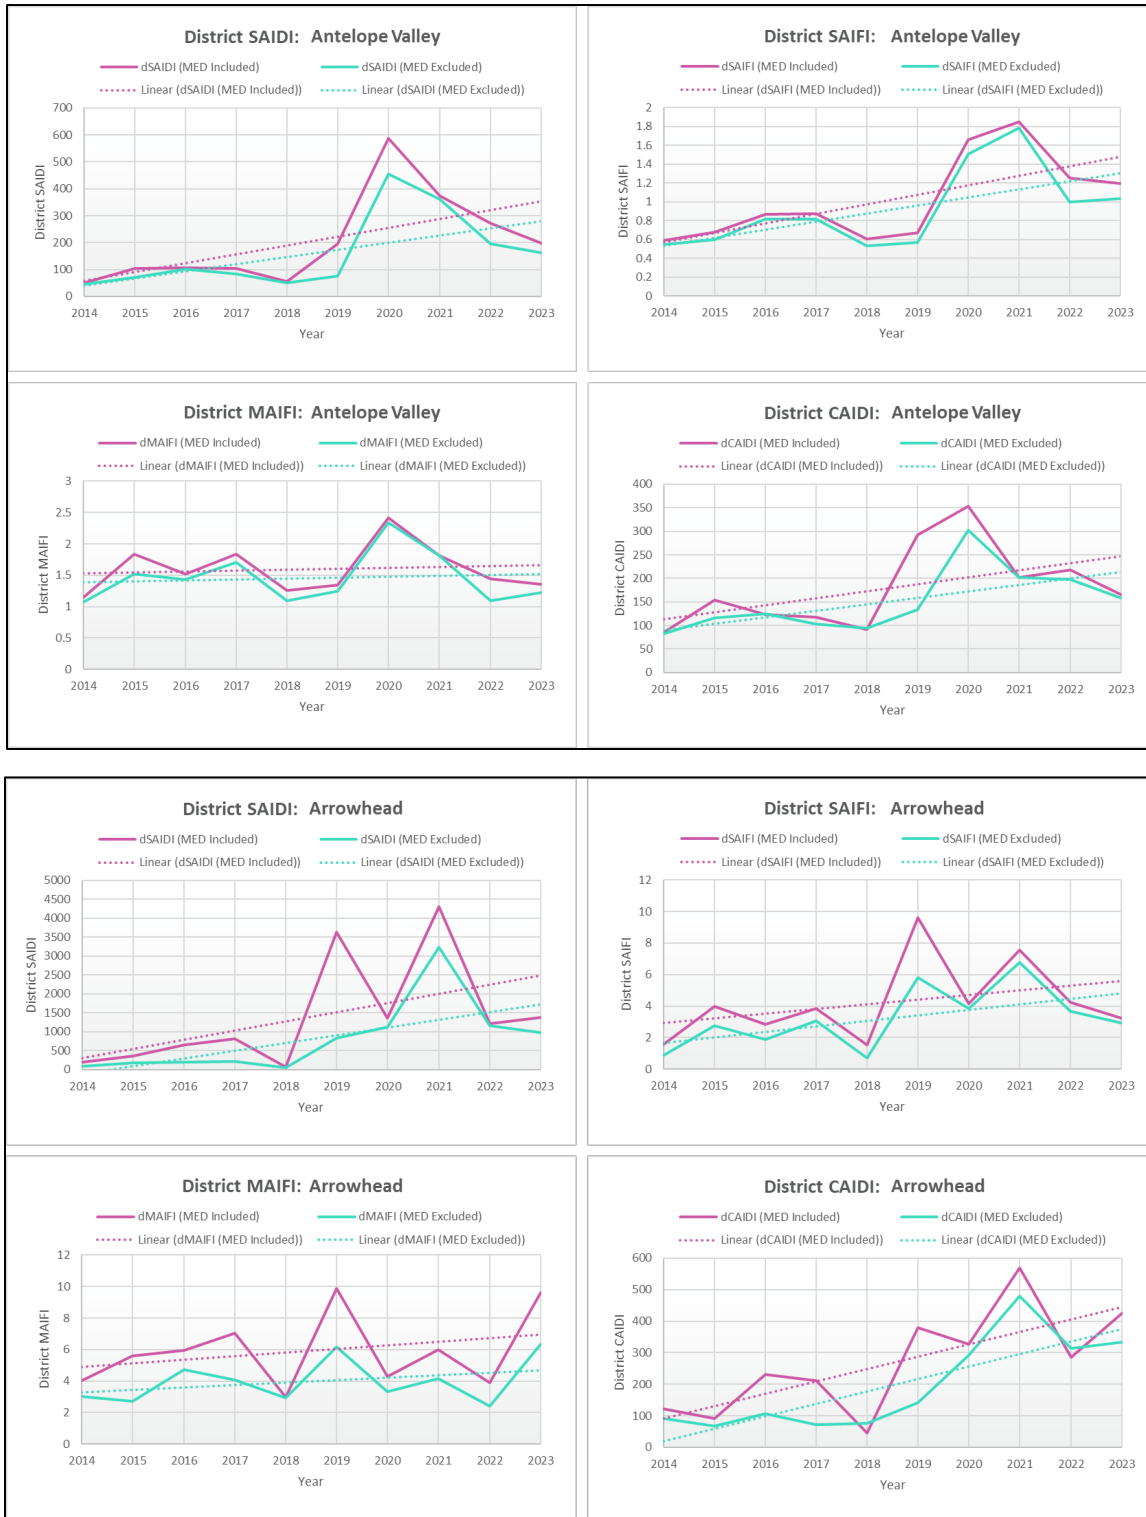 District SAIDI: Antelope Valley
dSAIDI (MED Included)
dSAIDI (MED Excluded)
Linear (dSAIDI (MED Included))
Linear (dSAIDI (MED Excluded))
700
600
500
400
300
200
100
0
District SAIDI
2014 2015 2016 2017 2018 2019 2020 2021 2022 2023
Year
District SAIFI: Antelope Valley
dSAIFI (MED Included)
dSAIFI (MED Excluded)
Linear (dSAIFI (MED Included))
Linear (dSAIFI (MED Excluded))
2
1.8
1.6
1.4
1.2
1
0.8
0.6
0.4
0.2
0
District SAIFI
2014 2015 2016 2017 2018 2019 2020 2021 2022 2023
Year
District MAIFI: Antelope Valley
dMAIFI (MED Included)
dMAIFI (MED Excluded)
Linear (dMAIFI (MED Included))
Linear (dMAIFI (MED Excluded))
3
2.5
2
1.5
1
0.5
0
District MAIFI
2014 2015 2016 2017 2018 2019 2020 2021 2022 2023
Year
District CAIDI: Antelope Valley
dCAIDI (MED Included)
dCAIDI (MED Excluded)
Linear (dCAIDI (MED Included))
Linear (dCAIDI (MED Excluded))
400
350
300
250
200
150
100
50
0
District CAIDI
2014 2015 2016 2017 2018 2019 2020 2021 2022 2023
Year
District SAIDI: Arrowhead
dSAIDI (MED Included)
dSAIDI (MED Excluded)
Linear (dSAIDI (MED Included))
Linear (dSAIDI (MED Excluded))
5000
4500
4000
3500
3000
2500
2000
1500
1000
500
0
District SAIDI
2014 2015 2016 2017 2018 2019 2020 2021 2022 2023
Year
District SAIFI: Arrowhead
dSAIFI (MED Included)
dSAIFI (MED Excluded)
Linear (dSAIFI (MED Included))
Linear (dSAIFI (MED Excluded))
12
10
8
6
4
2
0
District SAIFI
2014 2015 2016 2017 2018 2019 2020 2021 2022 2023
Year
District MAIFI: Arrowhead
dMAIFI (MED Included)
dMAIFI (MED Excluded)
Linear (dMAIFI (MED Included))
Linear (dMAIFI (MED Excluded))
12
10
8
6
4
2
0
District MAIFI
2014 2015 2016 2017 2018 2019 2020 2021 2022 2023
Year
District CAIDI: Arrowhead
dCAIDI (MED Included)
dCAIDI (MED Excluded)
Linear (dCAIDI (MED Included))
Linear (dCAIDI (MED Excluded))
600
500
400
300
200
100
0
District CAIDI
2014 2015 2016 2017 2018 2019 2020 2021 2022 2023
Year